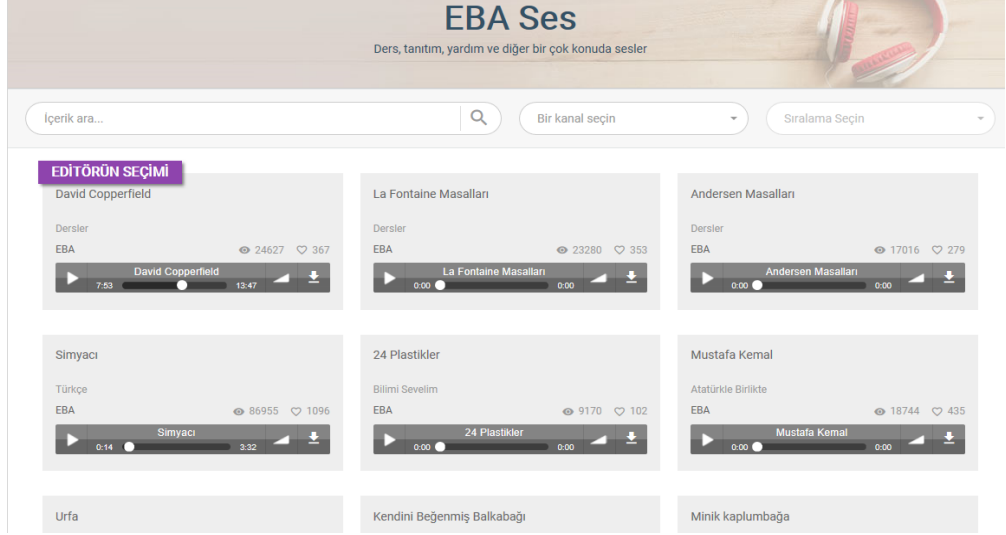 EBA Ses
Ders, tanıtım, yardım ve diğer bir çok konuda sesler
İçerik ara...
Bir kanal seçin
Sıralama Seçin
EDİTÖRÜN SEÇİMİ
David Copperfield
Dersler
EBA
24627
367
David Copperfield
7:53
13:47
La Fontaine Masalları
Dersler
EBA
23280
353
La Fontaine Masalları
0:00
0:00
Andersen Masalları
Dersler
EBA
17016
279
Andersen Masalları
0:00
0:00
Simyacı
Türkçe
EBA
86955
1096
Simyacı
0:14
3:32
24 Plastikler
Bilimi Sevelim
EBA
9170
102
24 Plastikler
0:00
0:00
Mustafa Kemal
Atatürkle Birlikte
EBA
18744
435
Mustafa Kemal
0:00
0:00
Urfa
Kendini Beğenmiş Balkabağı
Minik kaplumbağa